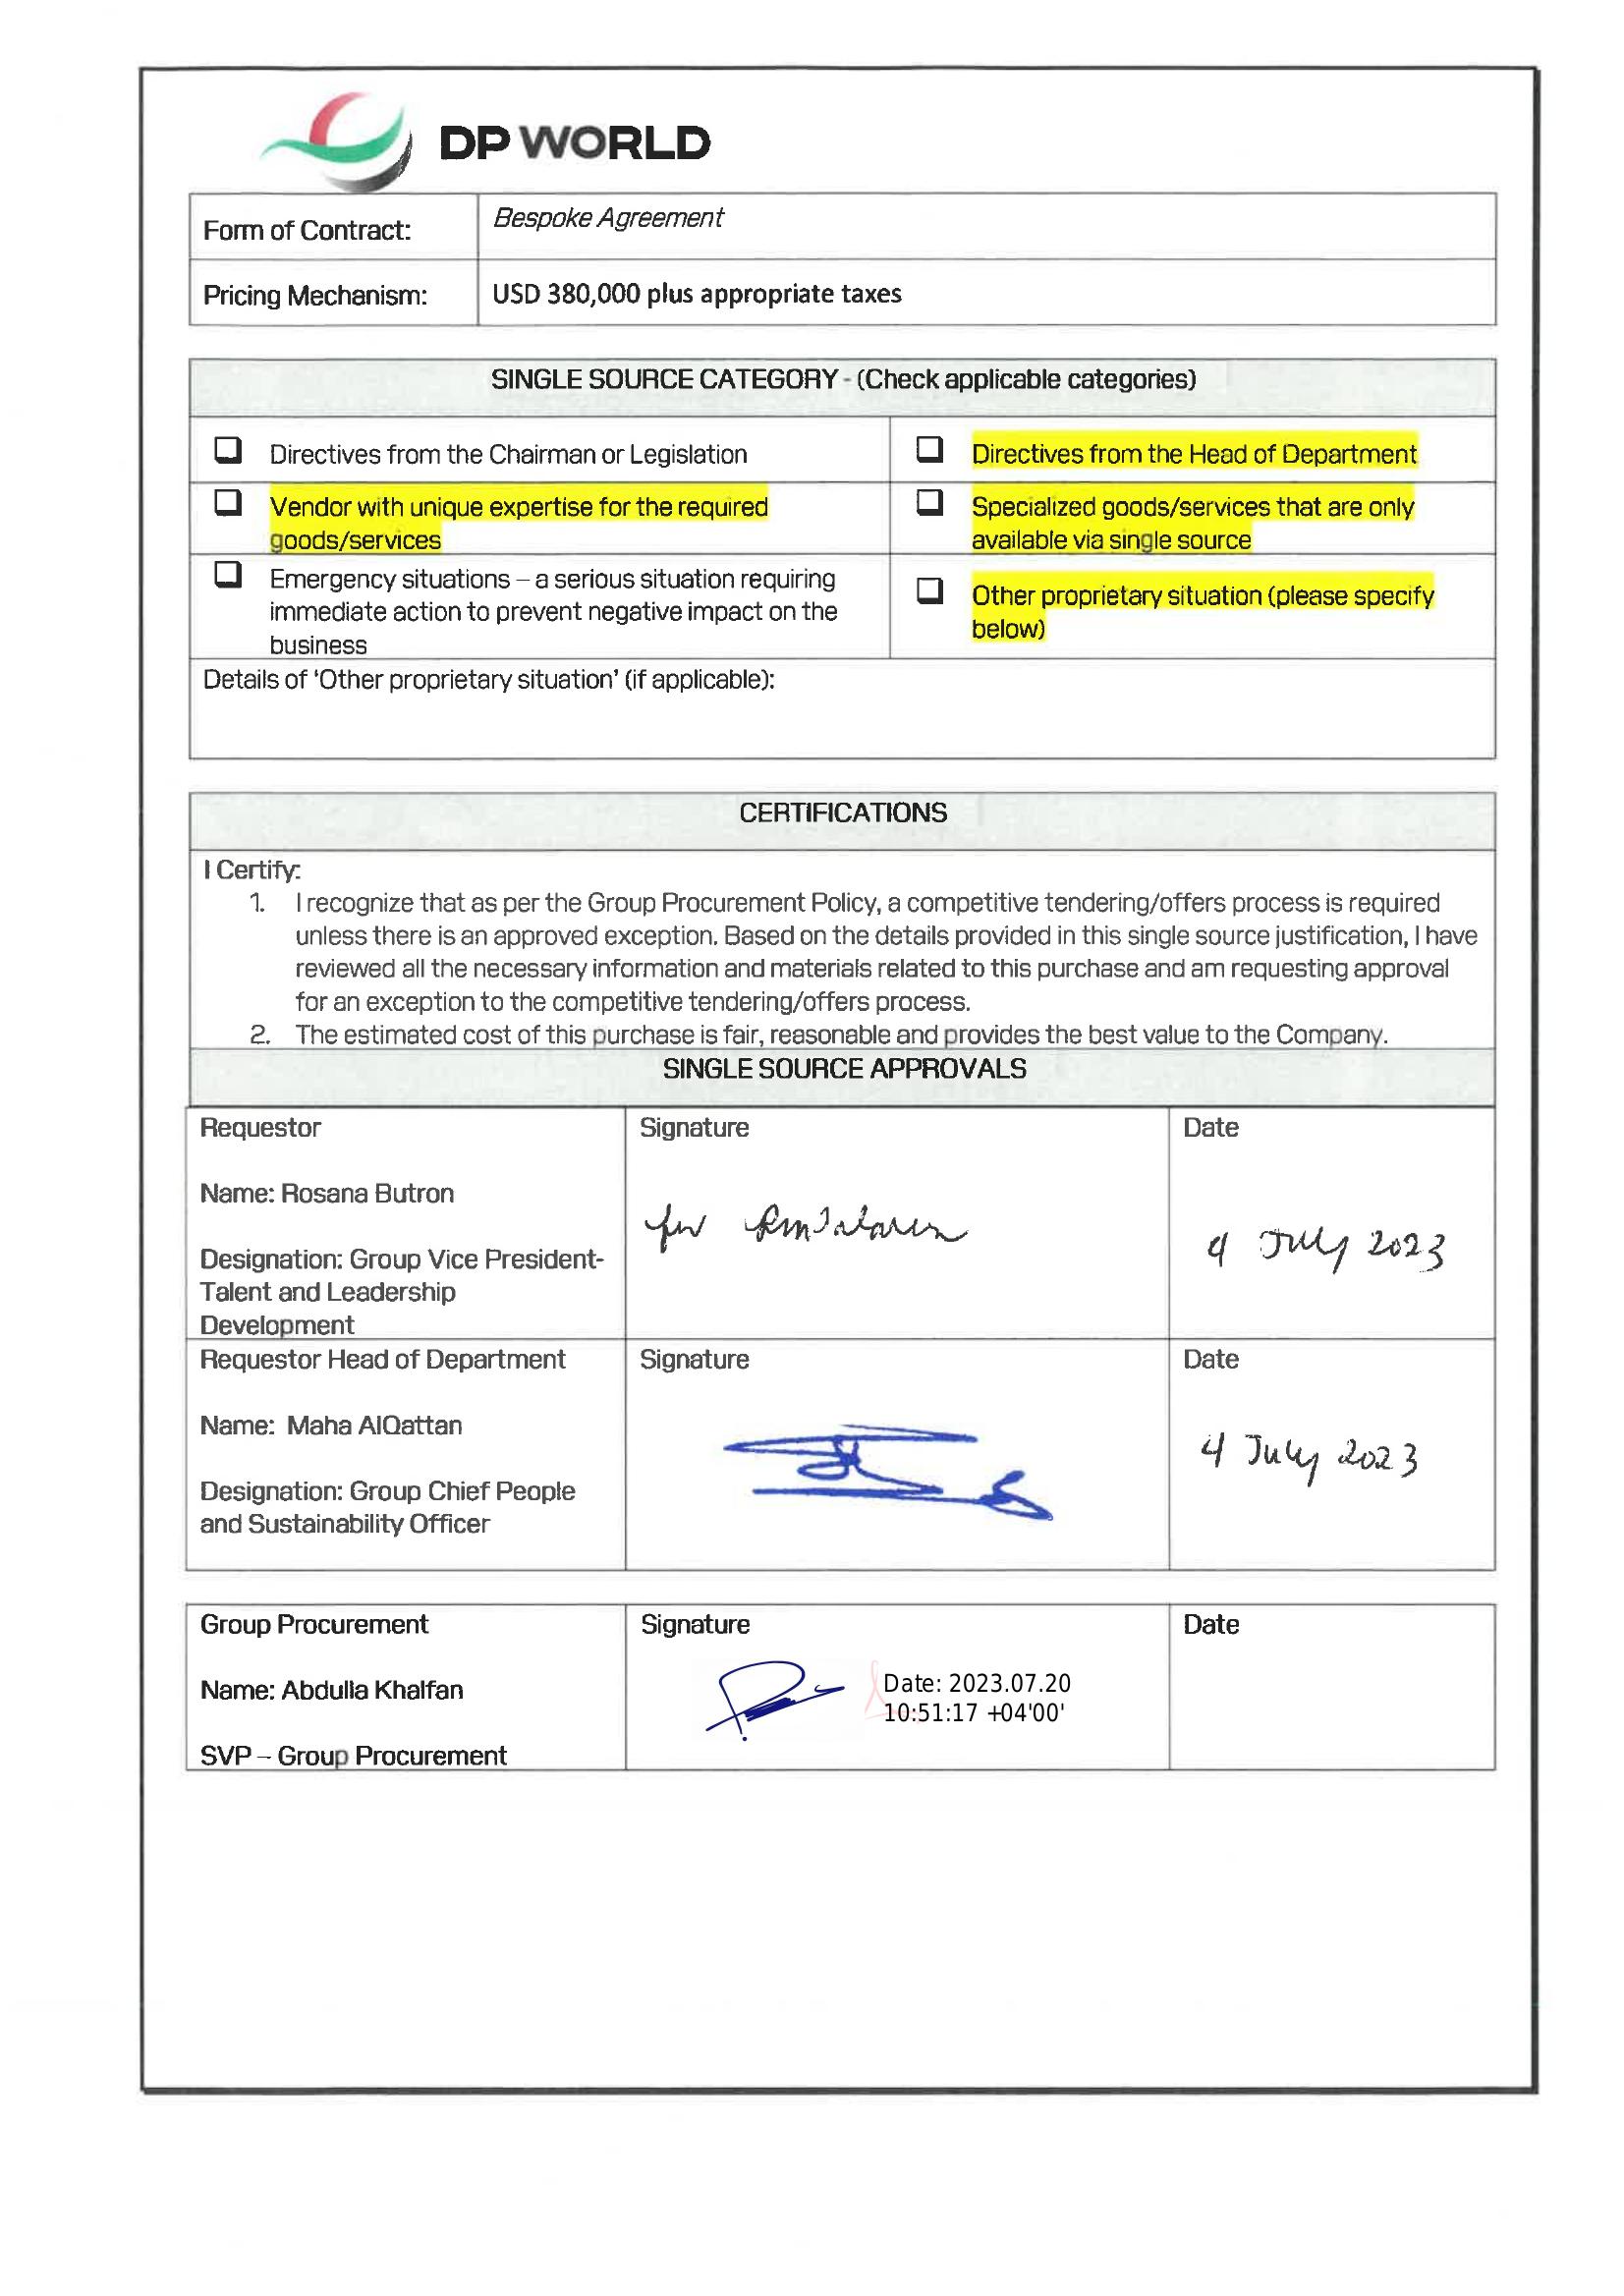 DP WORLD
Form of Contract:
Bespoke Agreement
Pricing Mechanism:
USD 380,000 plus appropriate taxes
SINGLE SOURCE CATEGORY - (Check applicable categories)
Directives from the Chairman or Legislation
Directives from the Head of Department
Vendor with unique expertise for the required
goods/services
Specialized goods/services that are only
available via single source
Emergency situations – a serious situation requiring
immediate action to prevent negative impact on the
business
Other proprietary situation (please specify
below)
Details of 'Other proprietary situation' (if applicable):
CERTIFICATIONS
I Certify:
1. I recognize that as per the Group Procurement Policy, a competitive tendering/offers process is required
unless there is an approved exception. Based on the details provided in this single source justification, I have
reviewed all the necessary information and materials related to this purchase and am requesting approval
for an exception to the competitive tendering/offers process.
2. The estimated cost of this purchase is fair, reasonable and provides the best value to the Company.
SINGLE SOURCE APPROVALS
Requestor
Signature
Date
Name: Rosana Butron
for
4 July 2023
Designation: Group Vice President-
Talent and Leadership
Development
Requestor Head of Department
Signature
Date
Name: Maha AlQattan
4 July 2023
Designation: Group Chief People
and Sustainability Officer
Group Procurement
Signature
Date
Name: Abdulla Khalfan
Date: 2023.07.20
10:51:17 +04'00'
SVP – Group Procurement